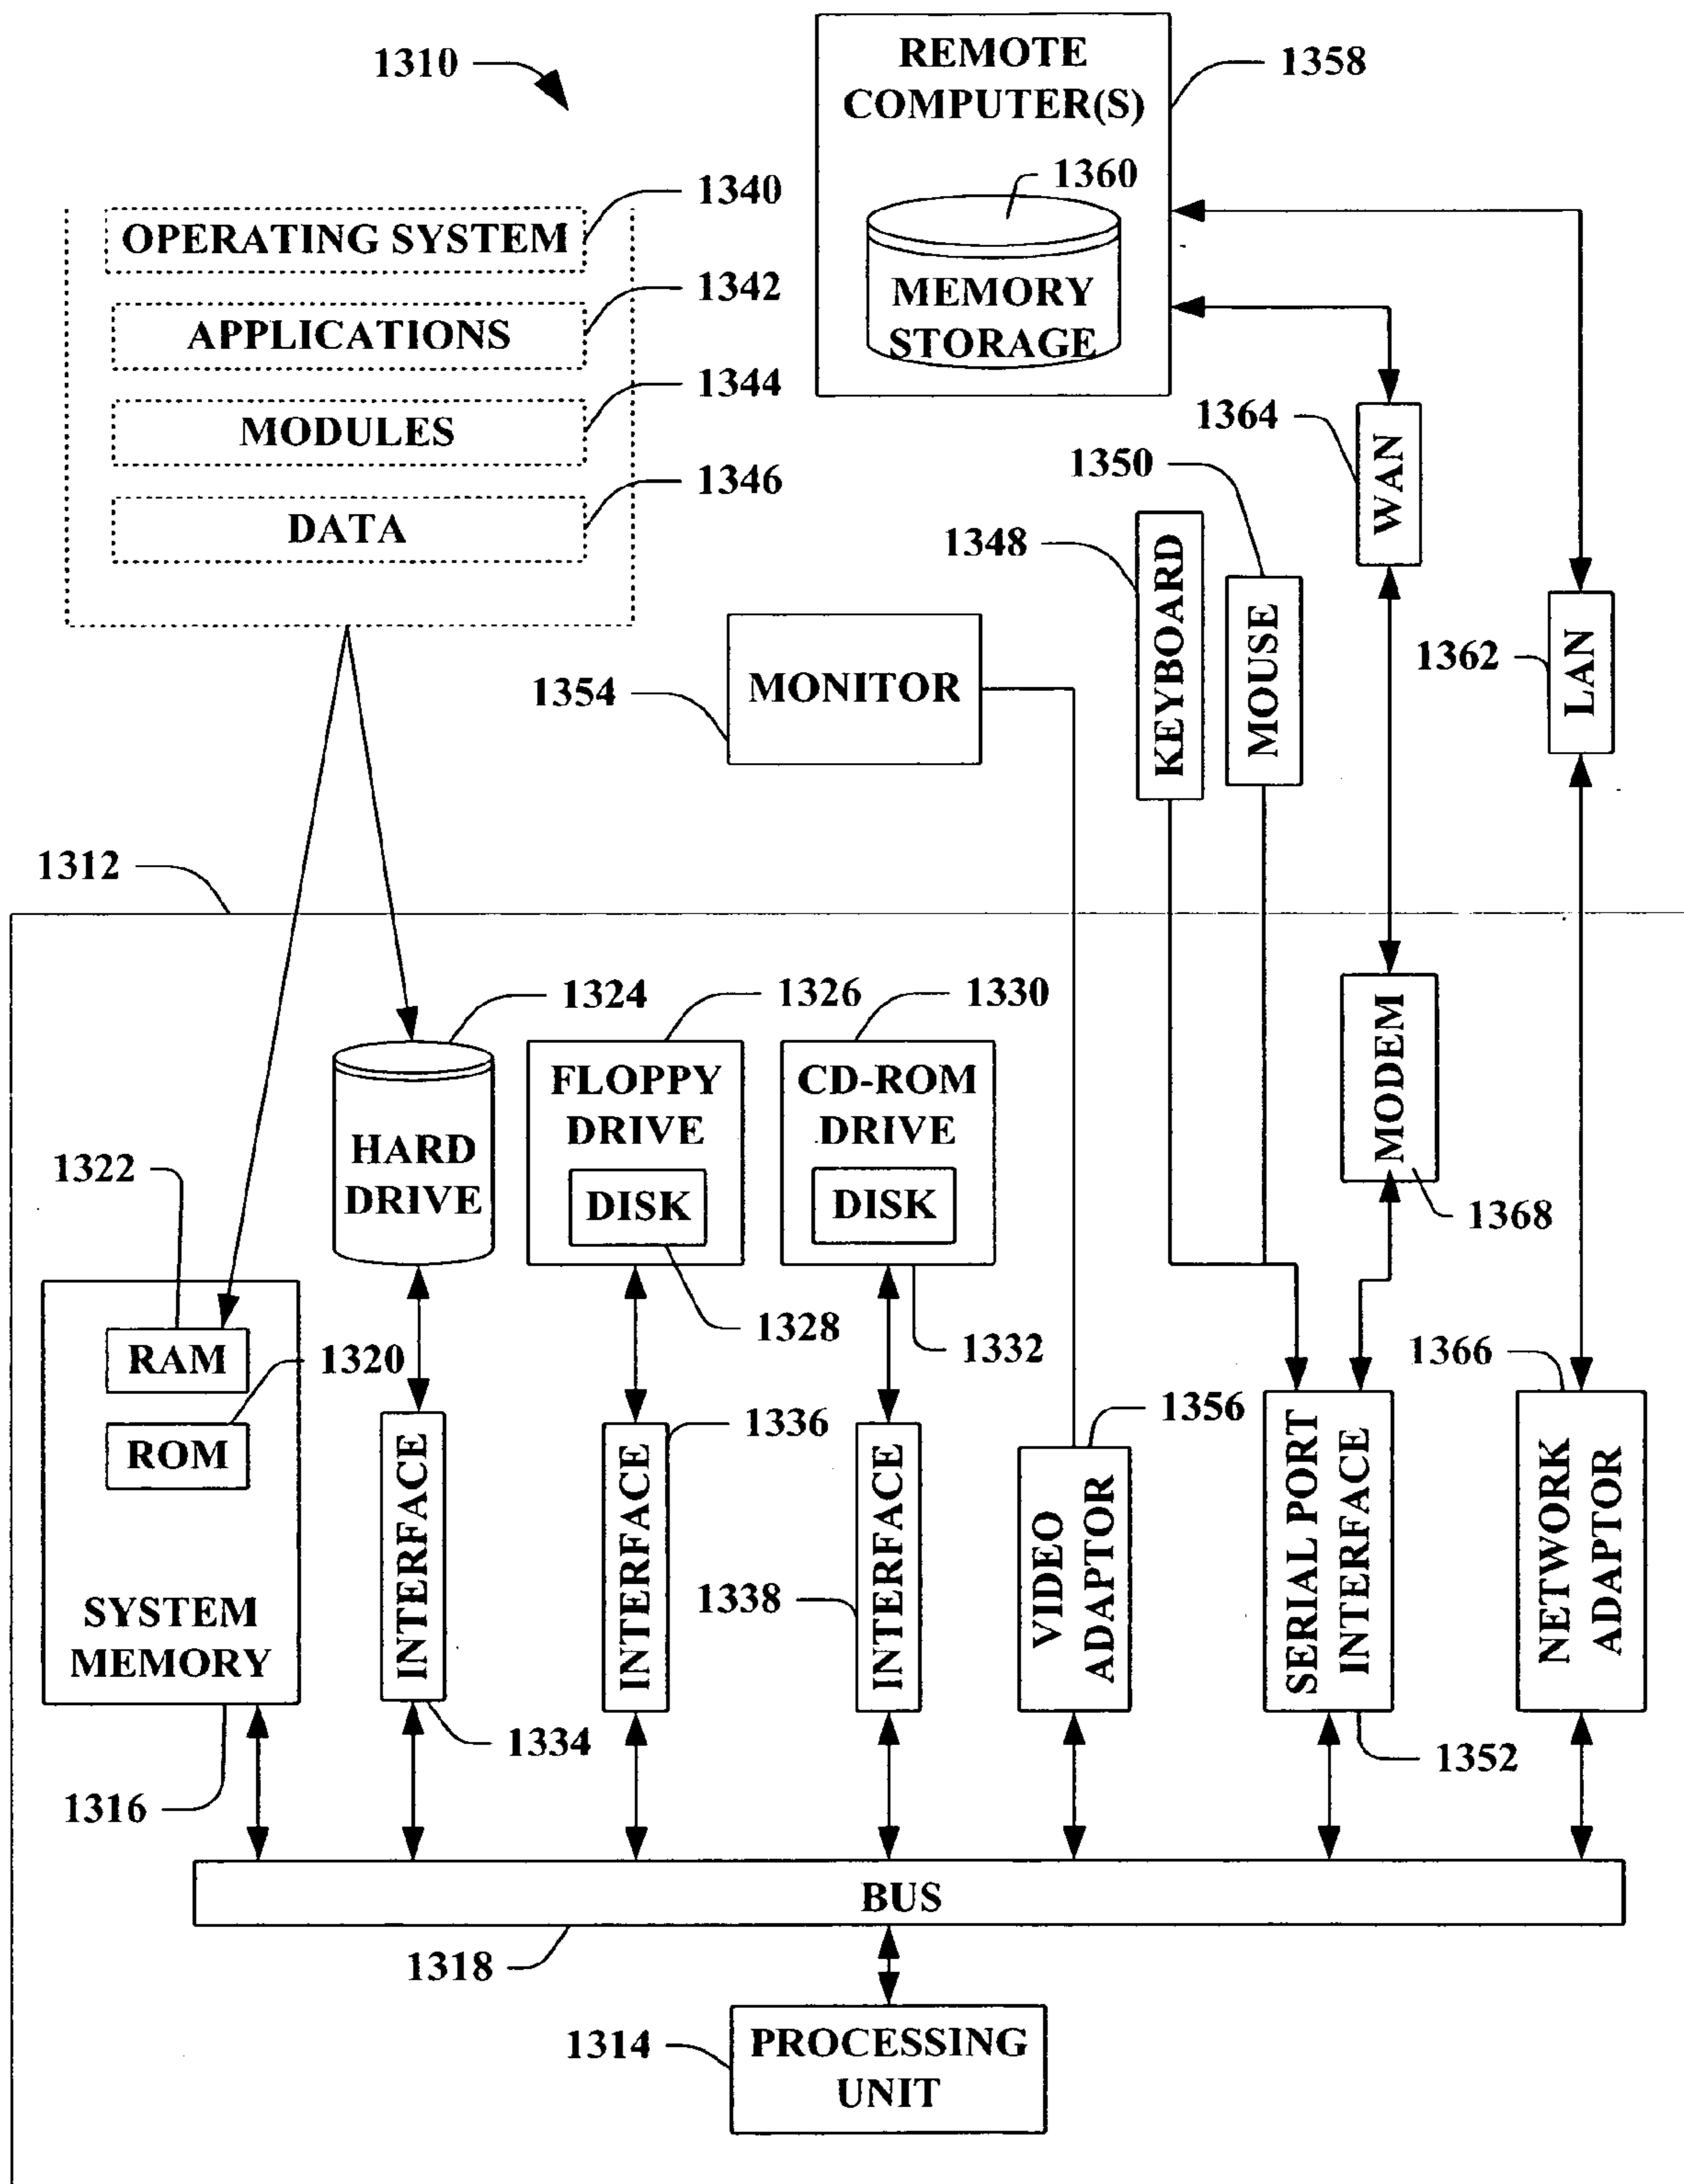 1310
REMOTE
COMPUTER(S)
1358
1360
MEMORY
STORAGE
1340
OPERATING SYSTEM
1342
APPLICATIONS
1344
MODULES
1346
DATA
1364
WAN
1350
1348
KEYBOARD
MOUSE
1362
LAN
MONITOR
1354
1312
1324
HARD
DRIVE
1326
FLOPPY
DRIVE
DISK
1328
1330
CD-ROM
DRIVE
DISK
1332
MODEM
1368
1322
RAM
1320
ROM
SYSTEM
MEMORY
1316
INTERFACE
1334
1336
INTERFACE
1338
INTERFACE
1356
VIDEO
ADAPTOR
SERIAL PORT
INTERFACE
1352
1366
NETWORK
ADAPTOR
BUS
1318
1314
PROCESSING
UNIT